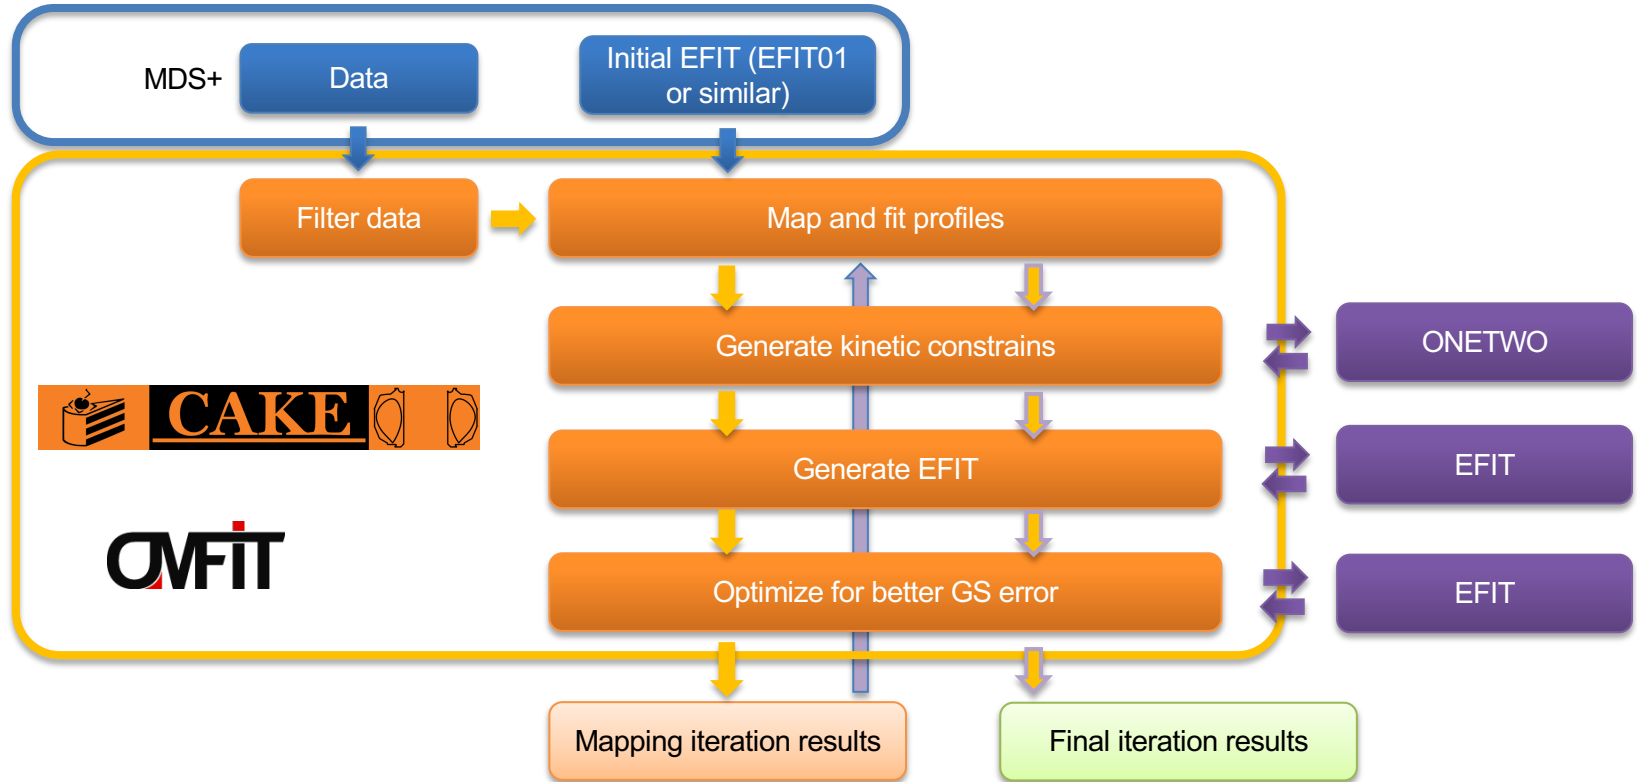 MDS+
Data
Initial EFIT (EFIT01
or similar)
Filter data
Map and fit profiles
Generate kinetic constrains
ONETWO
CAKE
Generate EFIT
EFIT
OMFIT
Optimize for better GS error
EFIT
Mapping iteration results
Final iteration results